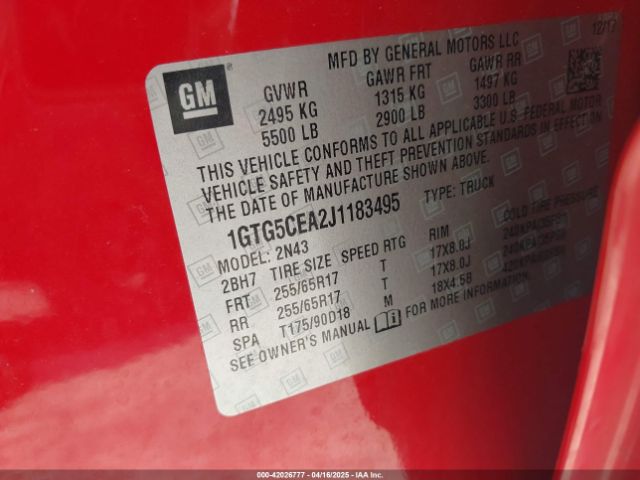 GM
MFD BY GENERAL MOTORS LLC
GVWR GAWR FRT GAWR RR
2495 KG 1315 KG 1497 KG
5500 LB 2900 LB 3300 LB
THIS VEHICLE CONFORMS TO ALL APPLICABLE U.S. FEDERAL MOTOR
VEHICLE SAFETY AND THEFT PREVENTION STANDARDS IN EFFECT ON
THE DATE OF MANUFACTURE SHOWN ABOVE.
1GTG5CEA2J1183495 TYPE: TRUCK
MODEL: 2N43
2BH7 TIRE SIZE SPEED RTG RIM COLD TIRE PRESSURE
FRT 255/65R17 T 17X8.0J
RR 255/65R17 T 17X8.0J
SPA T175/90D18 M 18X4.5B
SEE OWNER'S MANUAL FOR MORE INFORMATION.
000-42026777 - 04/16/2025 - IAAI.COM